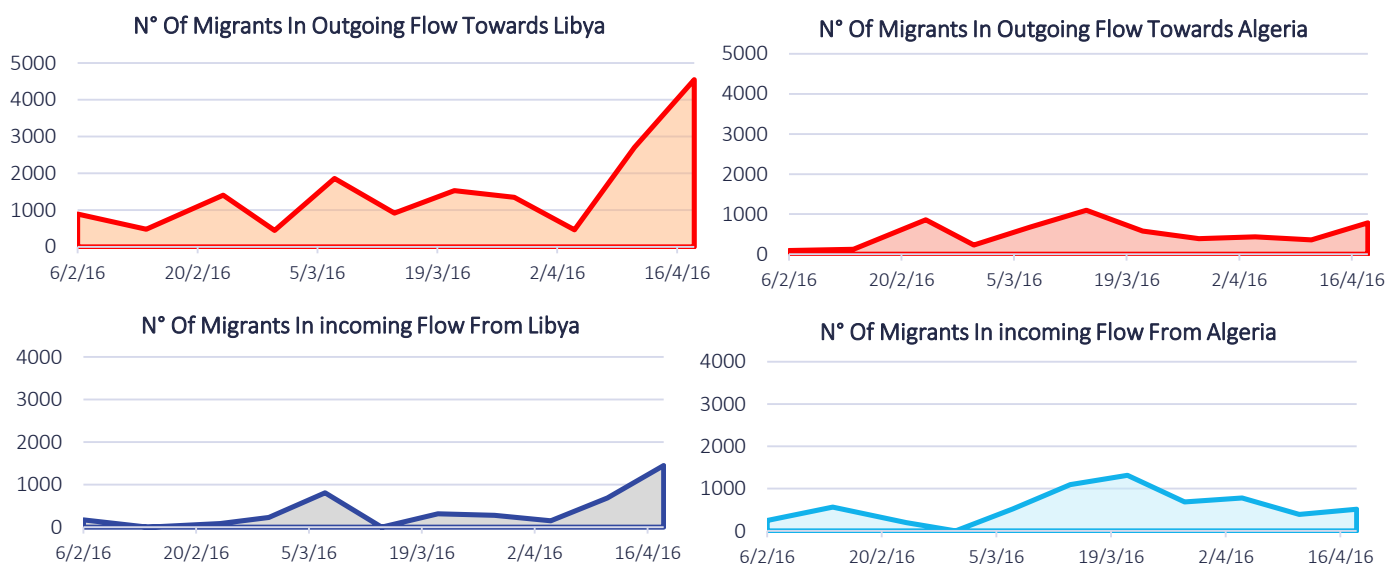 N° Of Migrants In Outgoing Flow Towards Libya
5000
4000
3000
2000
1000
0
6/2/16 20/2/16 5/3/16 19/3/16 2/4/16 16/4/16
N° Of Migrants In Outgoing Flow Towards Algeria
5000
4000
3000
2000
1000
0
6/2/16 20/2/16 5/3/16 19/3/16 2/4/16 16/4/16
N° Of Migrants In incoming Flow From Libya
4000
3000
2000
1000
0
6/2/16 20/2/16 5/3/16 19/3/16 2/4/16 16/4/16
N° Of Migrants In incoming Flow From Algeria
4000
3000
2000
1000
0
6/2/16 20/2/16 5/3/16 19/3/16 2/4/16 16/4/16